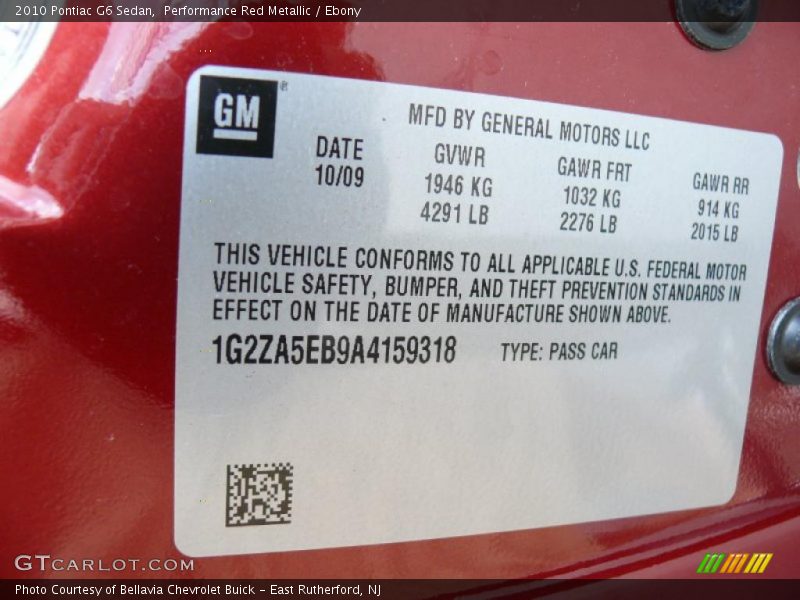 2010 Pontiac G6 Sedan,  Performance Red Metallic / Ebony
GM®
MFD BY GENERAL MOTORS LLC
DATE GVWR GAWR FRT GAWR RR
10/09 1946 KG 1032 KG 914 KG
4291 LB 2276 LB 2015 LB
THIS VEHICLE CONFORMS TO ALL APPLICABLE U.S. FEDERAL MOTOR
VEHICLE SAFETY, BUMPER, AND THEFT PREVENTION STANDARDS IN
EFFECT ON THE DATE OF MANUFACTURE SHOWN ABOVE.
1G2ZA5EB9A4159318 TYPE: PASS CAR
GTCARLOT.COM
Photo Courtesy of Bellavia Chevrolet Buick - East Rutherford, NJ